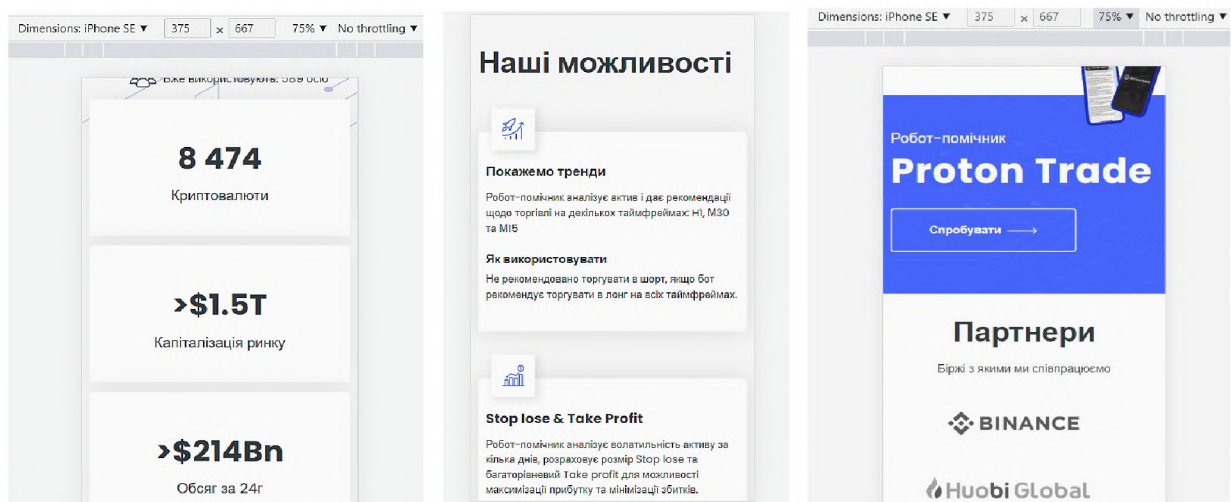 Dimensions: iPhone SE ▼ 375 × 667 75% ▼ No throttling ▼
Вже використовують: 589 осіб
8 474
Криптовалюти
>$1.5T
Капіталізація ринку
>$214Bn
Обсяг за 24г
Наші можливості
Покажемо тренди
Робот-помічник аналізує актив і дає рекомендації
щодо торгівлі на декількох таймфреймах: H1, M30
та M15
Як використовувати
Не рекомендовано торгувати в шорт, якщо бот
рекомендує торгувати в лонг на всіх таймфреймах.
Stop lose & Take Profit
Робот-помічник аналізує волатильність активу за
кілька днів, розраховує розмір Stop lose та
багаторівневий Take profit для можливості
максимізації прибутку та мінімізації збитків.
Dimensions: iPhone SE ▼ 375 × 667 75% ▼ No throttling ▼
Робот-помічник
Proton Trade
Спробувати
Партнери
Біржі з якими ми співпрацюємо
BINANCE
Huobi Global